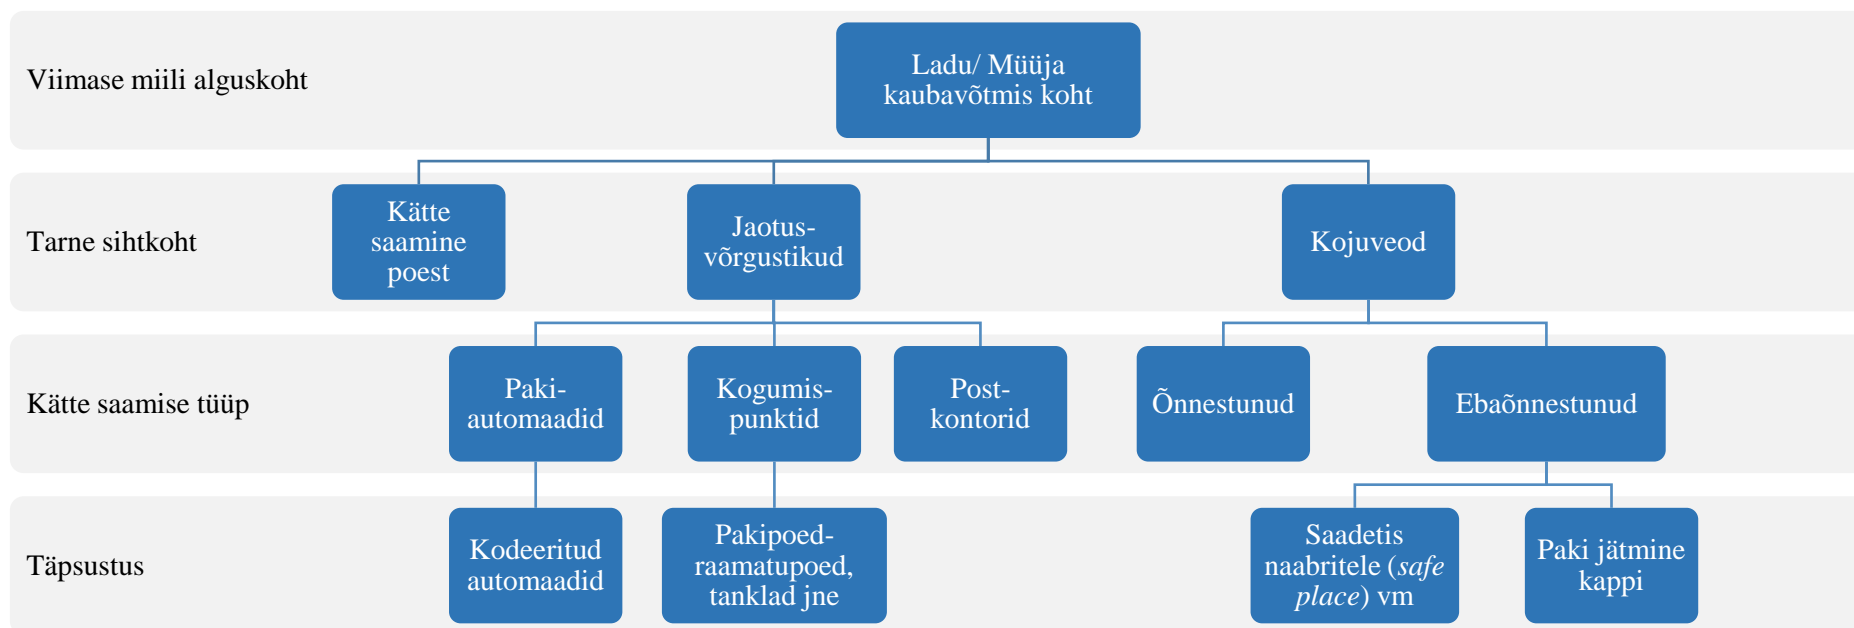 Viimase miili alguskoht
Ladu/ Müüja
kaubavõtmis koht
Tarne sihtkoht
Kätte
saamine
poest
Jaotus-
võrgustikud
Kojuveod
Kätte saamise tüüp
Paki-
automaadid
Kogumis-
punktid
Post-
kontorid
Õnnestunud
Ebaõnnestunud
Täpsustus
Kodeeritud
automaadid
Pakipoed-
raamatupoed,
tanklad jne
Saadetis
naabritele (safe
place) vm
Paki jätmine
kappi